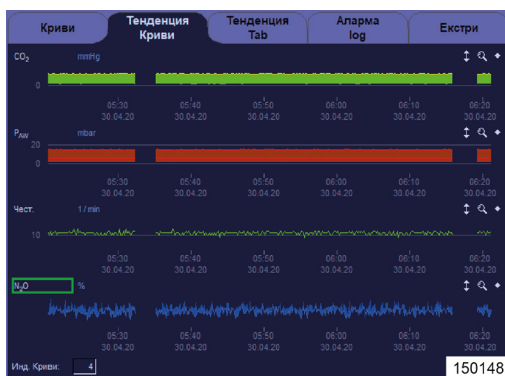 Криви
Тенденция Криви
Тенденция Tab
Аларма log
Екстри
CO₂ mmHg
0
05:30 05:40 05:50 06:00 06:10 06:20
30.04.20 30.04.20 30.04.20 30.04.20 30.04.20 30.04.20
PAW mbar
20
0
05:30 05:40 05:50 06:00 06:10 06:20
30.04.20 30.04.20 30.04.20 30.04.20 30.04.20 30.04.20
Чест. 1/min
10
05:30 05:40 05:50 06:00 06:10 06:20
30.04.20 30.04.20 30.04.20 30.04.20 30.04.20 30.04.20
N₂O %
05:30 05:40 05:50 06:00 06:10 06:20
30.04.20 30.04.20 30.04.20 30.04.20 30.04.20 30.04.20
Инд. Криви: 4
150148